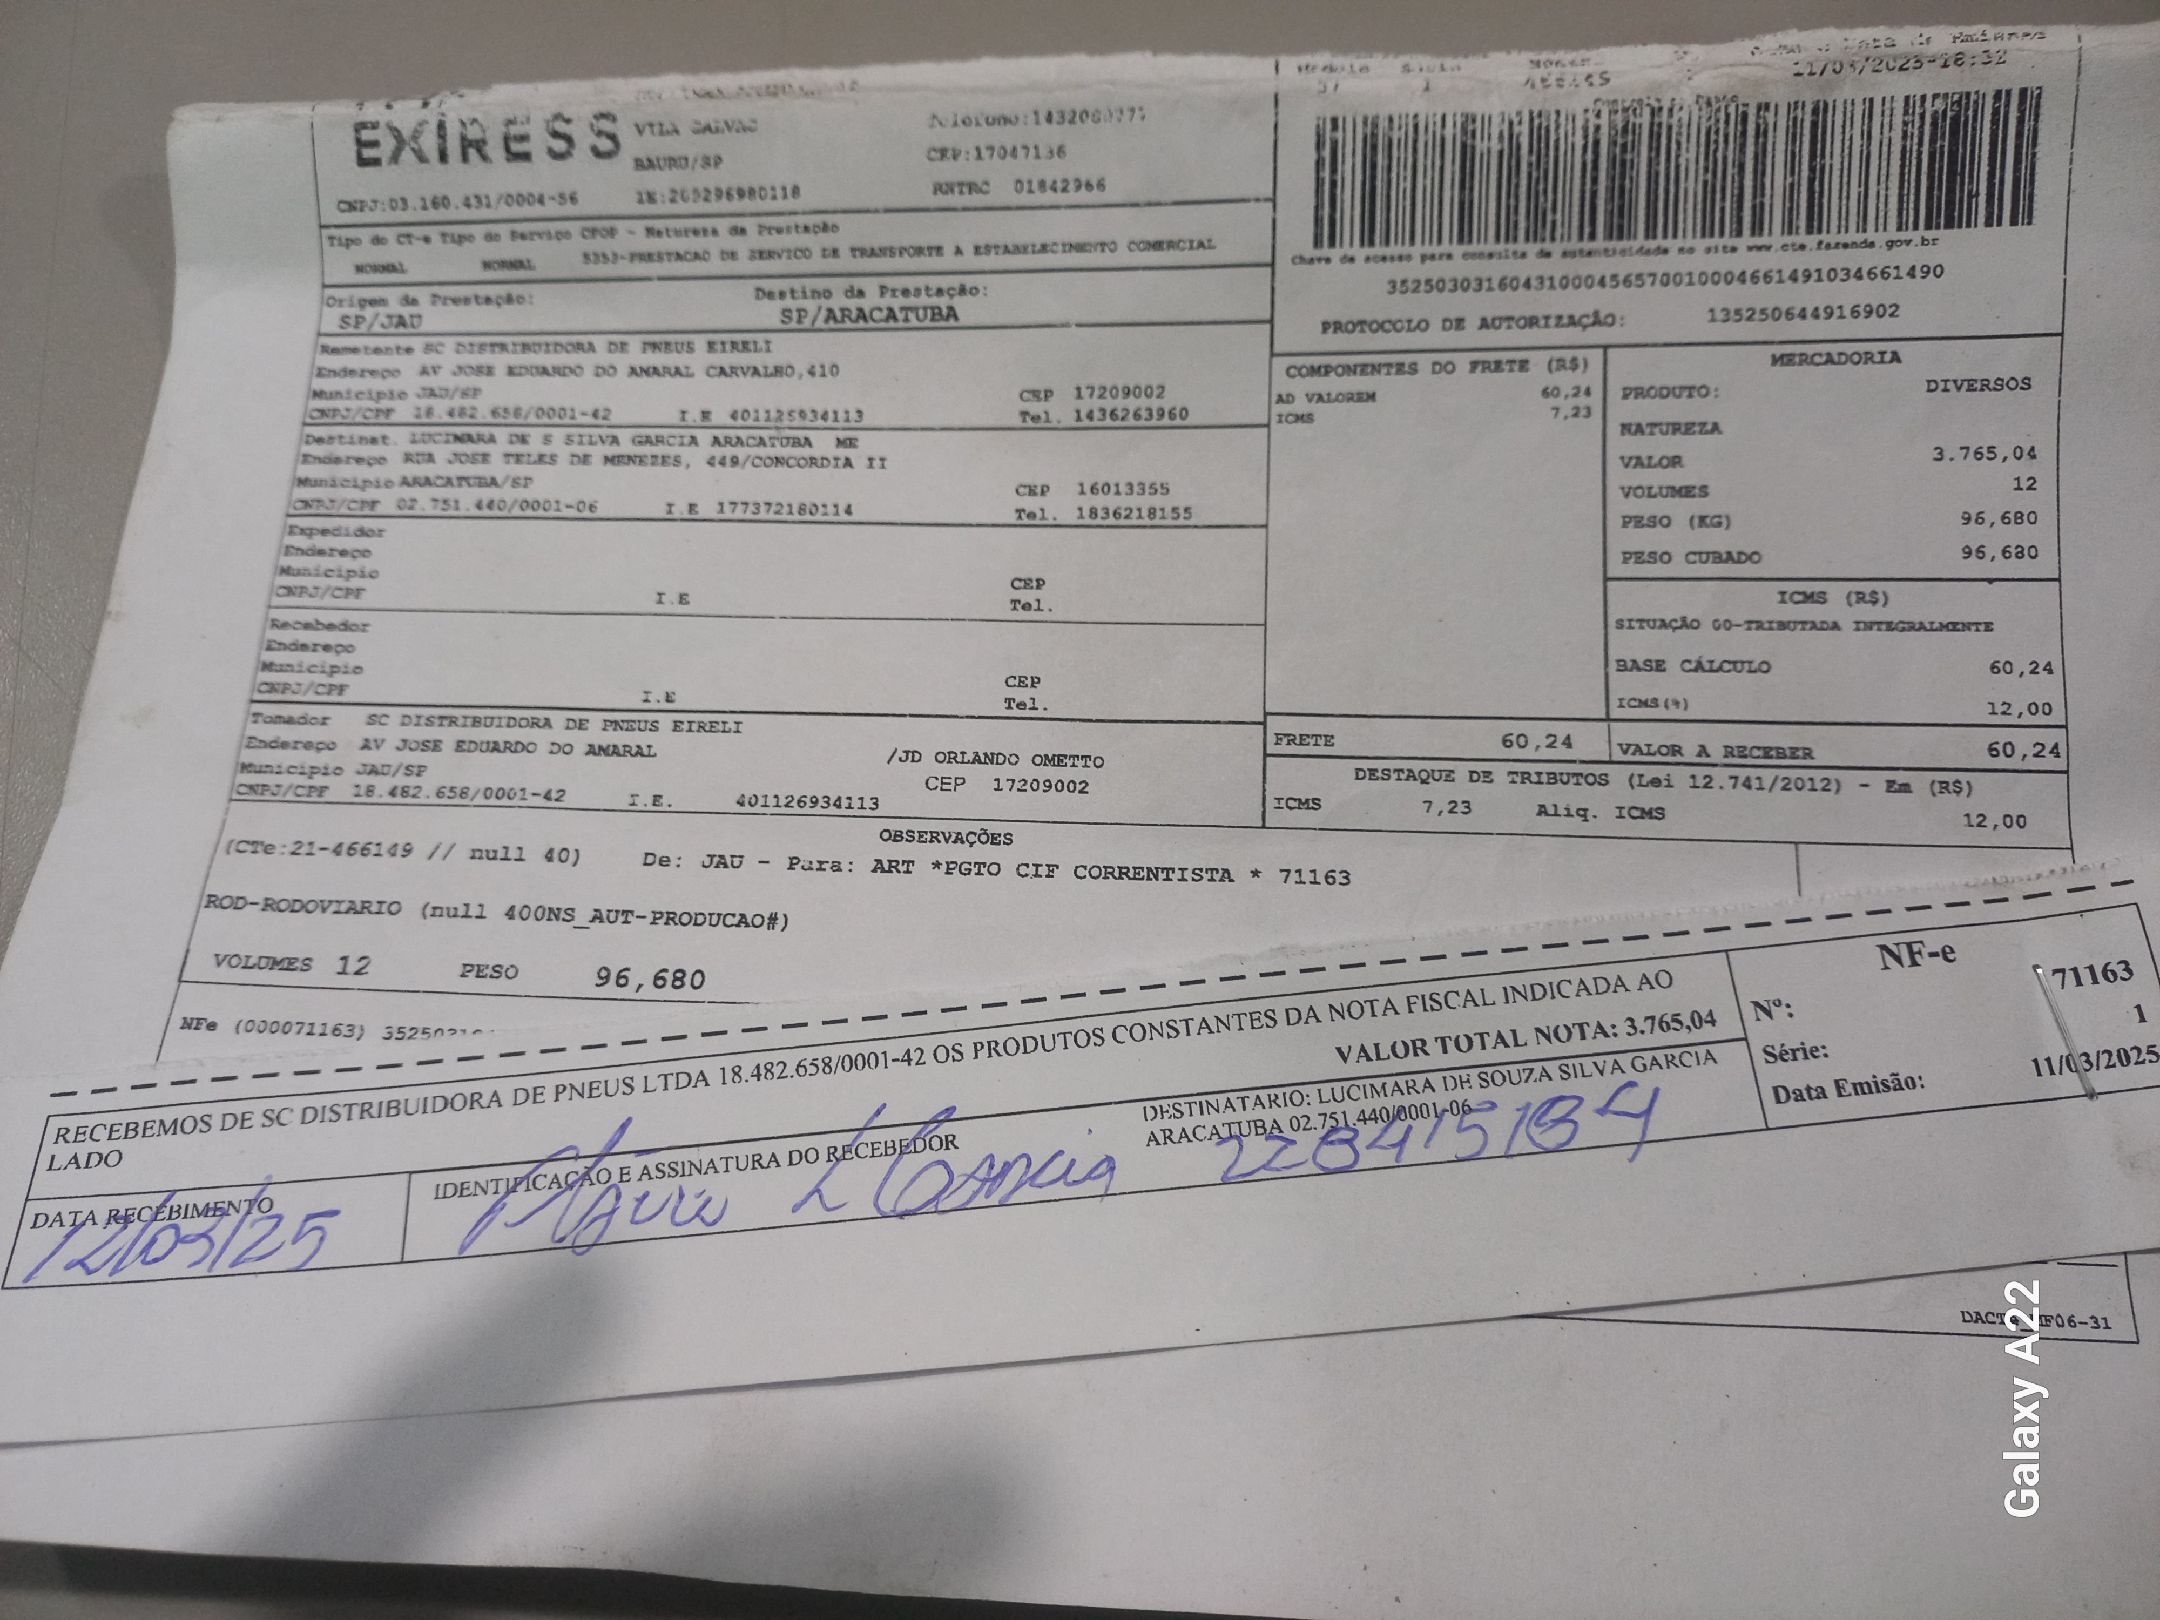 11/03/2025-18:32
EXPRESS
VILA GALVAO
BAURU/SP
CEP:17047136
CNPJ:03.160.431/0004-56 IE:209296980118 RNTRC 01842966
Tipo do CT-e Tipo do Serviço CFOP - Natureza da Prestação
NORMAL NORMAL 5353-PRESTACAO DE SERVICO DE TRANSPORTE A ESTABELECIMENTO COMERCIAL
Chave de acesso para consulta de autenticidade no site www.cte.fazenda.gov.br
35250303160431000456570010004661491034661490
PROTOCOLO DE AUTORIZAÇÃO: 135250644916902
Origem da Prestação: Destino da Prestação:
SP/JAU SP/ARACATUBA
Remetente SC DISTRIBUIDORA DE PNEUS EIRELI
Endereço AV JOSE EDUARDO DO AMARAL CARVALHO,410
Município JAU/SP CEP 17209002
CNPJ/CPF 18.482.658/0001-42 I.E 401126934113 Tel. 1436263960
Destinat. LUCIMARA DE S SILVA GARCIA ARACATUBA ME
Endereço RUA JOSE TELES DE MENEZES, 449/CONCORDIA II
Município ARACATUBA/SP CEP 16013355
CNPJ/CPF 02.751.440/0001-06 I.E 177372180114 Tel. 1836218155
Expedidor
Endereço
Município CEP
CNPJ/CPF I.E Tel.
Recebedor
Endereço
Município CEP
CNPJ/CPF I.E Tel.
Tomador SC DISTRIBUIDORA DE PNEUS EIRELI
Endereço AV JOSE EDUARDO DO AMARAL /JD ORLANDO OMETTO
Município JAU/SP CEP 17209002
CNPJ/CPF 18.482.658/0001-42 I.E. 401126934113
COMPONENTES DO FRETE (R$)
AD VALOREM 60,24
ICMS 7,23
MERCADORIA
PRODUTO: DIVERSOS
NATUREZA
VALOR 3.765,04
VOLUMES 12
PESO (KG) 96,680
PESO CUBADO 96,680
ICMS (R$)
SITUAÇÃO 00-TRIBUTADA INTEGRALMENTE
BASE CÁLCULO 60,24
ICMS(%) 12,00
FRETE 60,24 VALOR A RECEBER 60,24
DESTAQUE DE TRIBUTOS (Lei 12.741/2012) - Em (R$)
ICMS 7,23 Aliq. ICMS 12,00
OBSERVAÇÕES
(CTe:21-466149 // null 40) De: JAU - Para: ART *PGTO CIF CORRENTISTA * 71163
ROD-RODOVIARIO (null 400NS_AUT-PRODUCAO#)
VOLUMES 12 PESO 96,680
NFe (000071163)
RECEBEMOS DE SC DISTRIBUIDORA DE PNEUS LTDA 18.482.658/0001-42 OS PRODUTOS CONSTANTES DA NOTA FISCAL INDICADA AO
LADO VALOR TOTAL NOTA: 3.765,04
DESTINATARIO: LUCIMARA DE SOUZA SILVA GARCIA
ARACATUBA 02.751.440/0001-06
DATA RECEBIMENTO IDENTIFICAÇÃO E ASSINATURA DO RECEBEDOR
12/03/25 Garcia
NF-e
Nº: 71163
Série: 1
Data Emisão: 11/03/2025
Galaxy A22